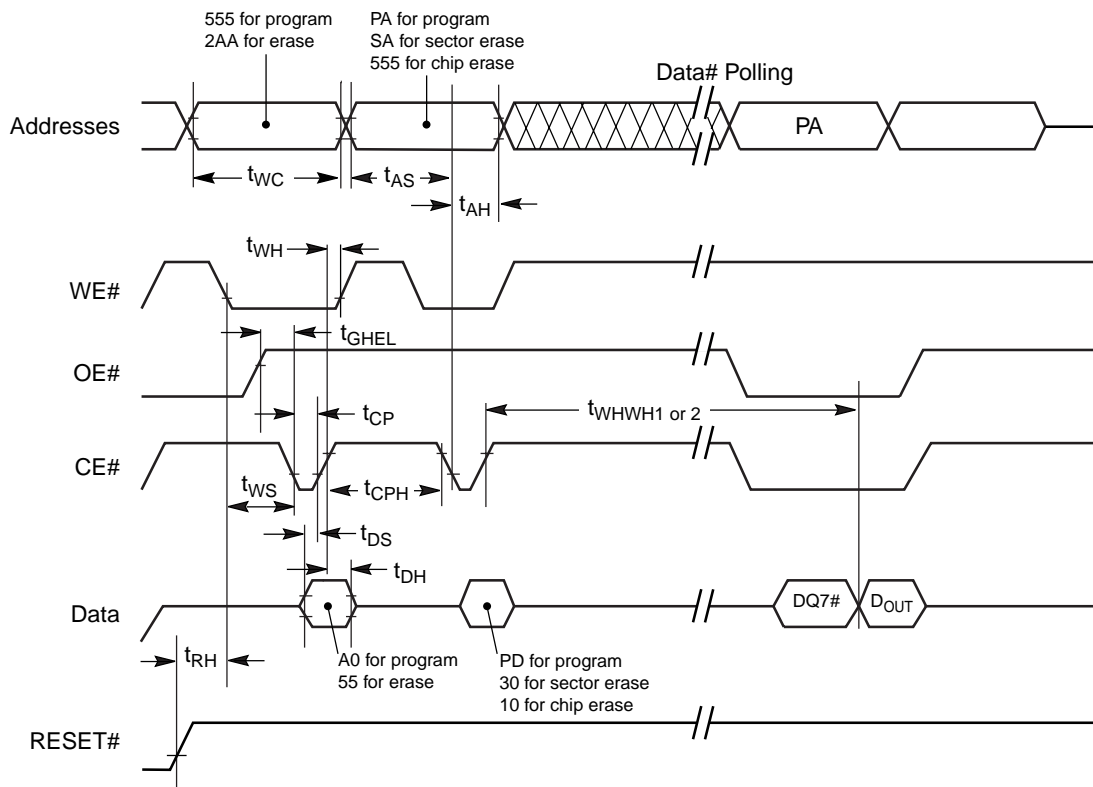 555 for program
2AA for erase
PA for program
SA for sector erase
555 for chip erase
Data# Polling
Addresses
PA
tWC
tAS
tAH
tWH
WE#
tGHEL
OE#
tWHWH1 or 2
tCP
CE#
tWS
tCPH
tDS
tDH
Data
DQ7#
DOUT
tRH
A0 for program
55 for erase
PD for program
30 for sector erase
10 for chip erase
RESET#